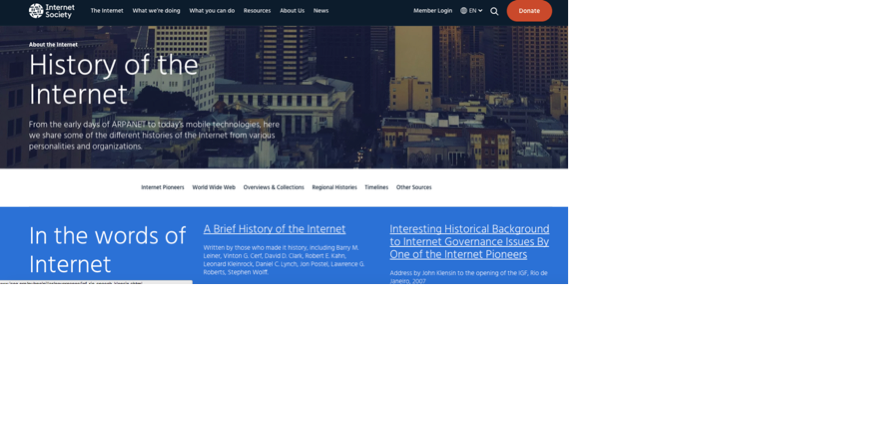 Internet Society
The Internet What we're doing What you can do Resources About Us News Member Login EN Donate
About the Internet
History of the
Internet
From the early days of ARPANET to today's mobile technologies, here
we share some of the different histories of the Internet from various
personalities and organizations.
Internet Pioneers World Wide Web Overviews & Collections Regional Histories Timelines Other Sources
In the words of
Internet
A Brief History of the Internet
Written by those who made it history, including Barry M.
Leiner, Vinton G. Cerf, David D. Clark, Robert E. Kahn,
Leonard Kleinrock, Daniel C. Lynch, Jon Postel, Lawrence G.
Roberts, Stephen Wolff.
Interesting Historical Background
to Internet Governance Issues By
One of the Internet Pioneers
Address by John Klensin to the opening of the IGF, Rio de
Janeiro, 2007